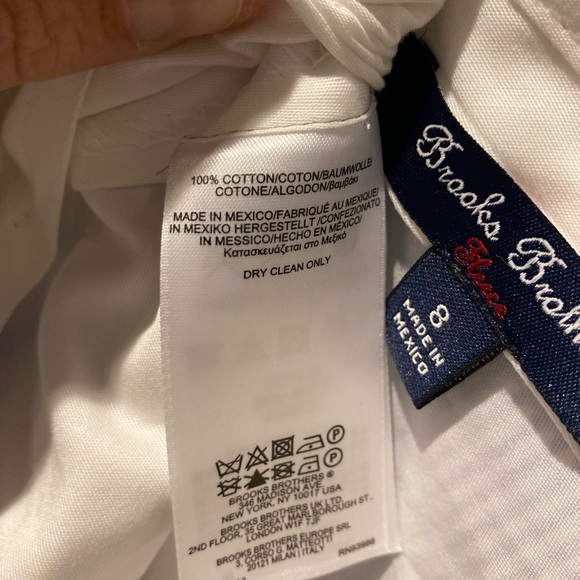 100% COTTON/COTON/BAUMWOLLE
COTONE/ALGODON/βαμβάκι
MADE IN MEXICO/FABRIQUÉ AU MEXIQUE/
IN MEXIKO HERGESTELLT /CONFEZIONATO
IN MESSICO/HECHO EN MÉXICO/
Κατασκευάζεται στο Μεξικό
DRY CLEAN ONLY
P
P
BROOKS BROTHERS®
346 MADISON AVE.
NEW YORK, NY 10017 USA
BROOKS BROTHERS UK LTD.
2ND FLOOR, 35 GREAT MARLBOROUGH ST.
LONDON W1F 7JF
BROOKS BROTHERS EUROPE SRL
3, CORSO G. MATTEOTTI
20121 MILAN | ITALY
Brooks Broth
Fleece
8
MADE IN
MEXICO